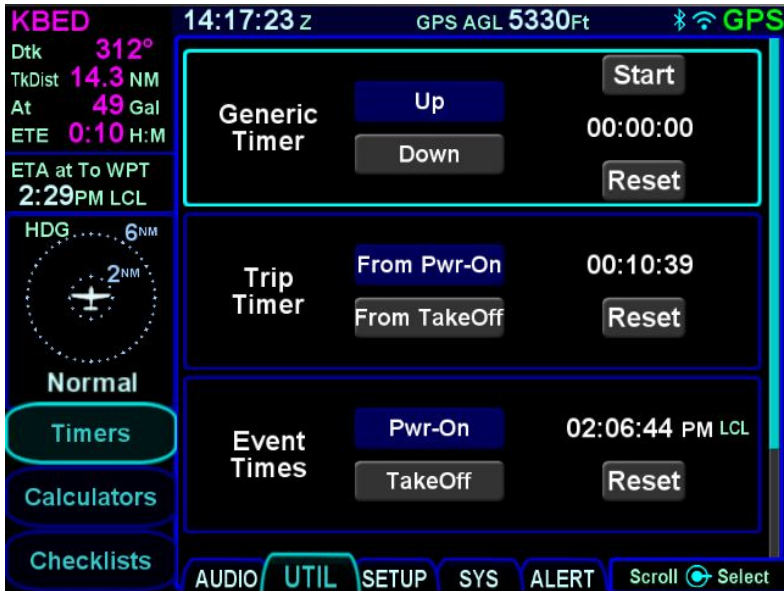 KBED
14:17:23 Z
GPS AGL 5330Ft
GPS
Dtk 312°
TkDist 14.3 NM
At 49 Gal
ETE 0:10 H:M
ETA at To WPT
2:29PM LCL
HDG
6NM
2NM
Normal
Timers
Calculators
Checklists
Generic
Timer
Up
Down
Start
00:00:00
Reset
Trip
Timer
From Pwr-On
From TakeOff
00:10:39
Reset
Event
Times
Pwr-On
TakeOff
02:06:44 PM LCL
Reset
AUDIO UTIL SETUP SYS ALERT Scroll Select